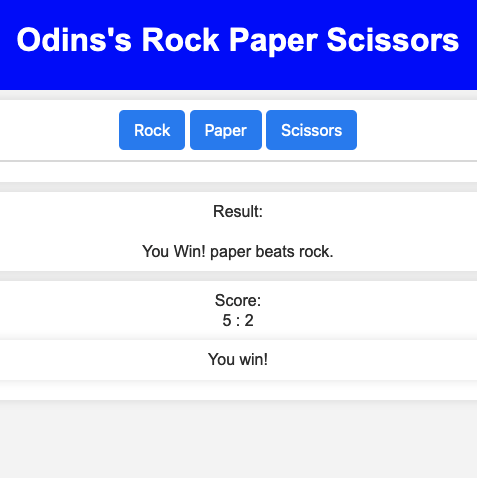 Odins's Rock Paper Scissors
Rock Paper Scissors
Result:
You Win! paper beats rock.
Score:
5 : 2
You win!